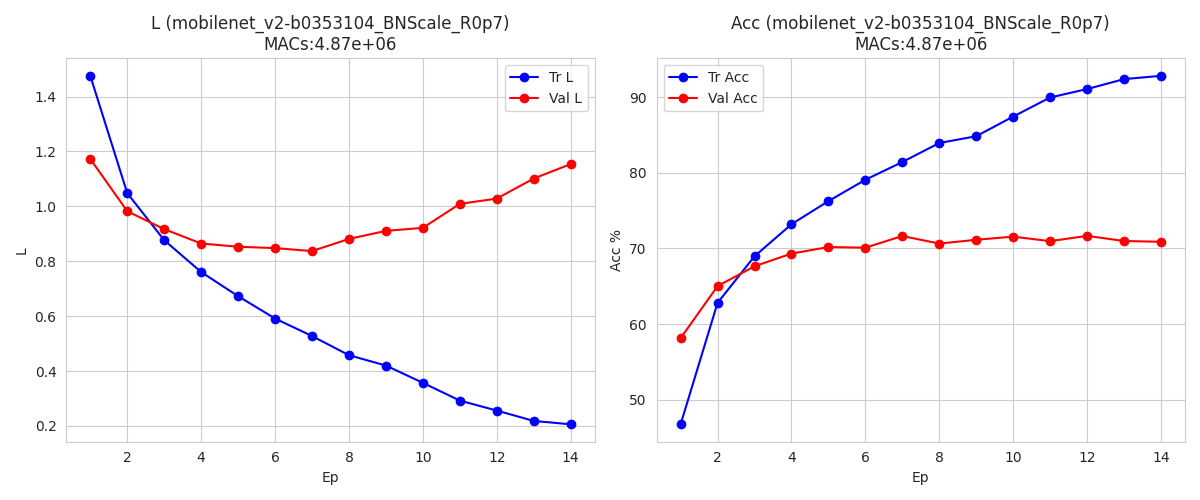 L (mobilenet_v2-b0353104_BNScale_R0p7)
MACs:4.87e+06
Tr L
Val L
1.4
1.2
1.0
0.8
0.6
0.4
0.2
L
2 4 6 8 10 12 14
Ep
Acc (mobilenet_v2-b0353104_BNScale_R0p7)
MACs:4.87e+06
Tr Acc
Val Acc
90
80
70
60
50
Acc %
2 4 6 8 10 12 14
Ep